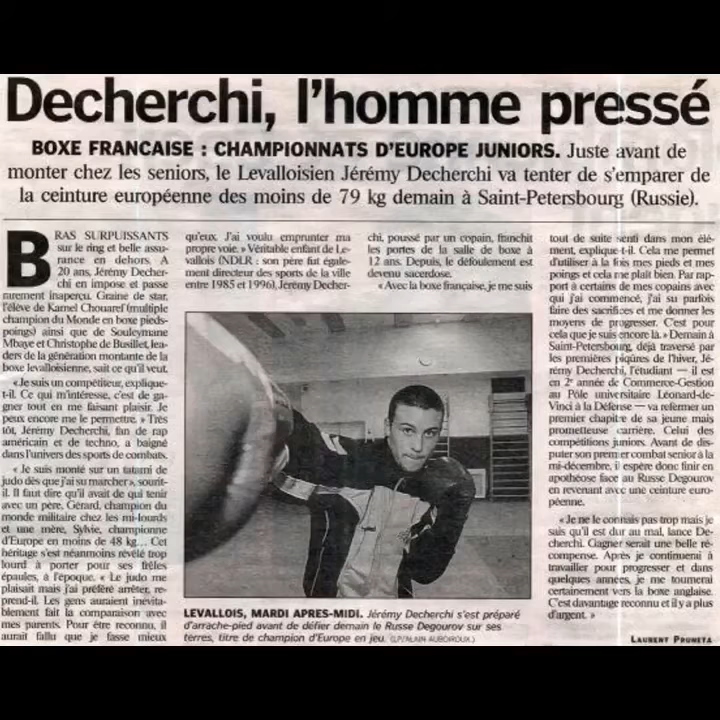 Decherchi, l'homme pressé
BOXE FRANCAISE : CHAMPIONNATS D'EUROPE JUNIORS. Juste avant de
monter chez les seniors, le Levalloisien Jérémy Decherchi va tenter de s'emparer de
la ceinture européenne des moins de 79 kg demain à Saint-Petersbourg (Russie).
BRAS SURPUISSANTS
sur le ring et belle assu-
rance en dehors. A
20 ans, Jérémy Decher-
chi en impose et passe
rarement inaperçu. Graine de star,
l'élève de Kamel Chouaref (multiple
champion du Monde en boxe pieds-
poings) ainsi que de Souleymane
Mbaye et Christophe de Busillet, lea-
ders de la génération montante de la
boxe levalloisienne, sait ce qu'il veut.
« Je suis un compétiteur, explique-
t-il. Ce qui m'intéresse, c'est de ga-
gner tout en me faisant plaisir. Je
peux encore me le permettre. » Très
tôt, Jérémy Decherchi, fan de rap
américain et de techno, a baigné
dans l'univers des sports de combats.
« Je suis monté sur un tatami de
judo dès que j'ai su marcher », sourit-
il. Il faut dire qu'il avait de qui tenir
avec un père, Gérard, champion du
monde militaire chez les mi-lourds
et une mère, Sylvie, championne
d'Europe en moins de 48 kg... Cet
héritage s'est néanmoins révélé trop
lourd à porter pour ses frêles
épaules, à l'époque. « Le judo me
plaisait mais j'ai préféré arrêter, re-
prend-il. Les gens auraient inévita-
blement fait la comparaison avec
mes parents. Pour être reconnu, il
aurait fallu que je fasse mieux
qu'eux. J'ai voulu emprunter ma
propre voie. » Véritable enfant de Le-
vallois (NDLR : son père fut égale-
ment directeur des sports de la ville
entre 1985 et 1996), Jérémy Decher-
chi, poussé par un copain, franchit
les portes de la salle de boxe à
12 ans. Depuis, le défoulement est
devenu sacerdose.
« Avec la boxe française, je me suis
tout de suite senti dans mon élé-
ment, explique-t-il. Cela me permet
d'utiliser à la fois mes pieds et mes
poings et cela me plaît bien. Par rap-
port à certains de mes copains avec
qui j'ai commencé, j'ai su parfois
faire des sacrifices et me donner les
moyens de progresser. C'est pour
cela que je suis encore là. » Demain à
Saint-Petersbourg, déjà traversé par
les premières piqûres de l'hiver, Jé-
rémy Decherchi, l'étudiant — il est
en 2e année de Commerce-Gestion
au Pôle universitaire Léonard-de-
Vinci à la Défense — va refermer un
premier chapitre de sa jeune mais
prometteuse carrière. Celui des
compétitions juniors. Avant de dis-
puter son premier combat senior à la
mi-décembre, il espère donc finir en
apothéose face au Russe Degourov
en revenant avec une ceinture euro-
péenne.
« Je ne le connais pas trop mais je
sais qu'il est dur au mal, lance De-
cherchi. Gagner serait une belle ré-
compense. Après je continuerai à
travailler pour progresser et dans
quelques années, je me tournerai
certainement vers la boxe anglaise.
C'est davantage reconnu et il y a plus
d'argent. »
LAURENT PRUNETA
LEVALLOIS, MARDI APRES-MIDI. Jérémy Decherchi s'est préparé
d'arrache-pied avant de défier demain le Russe Degourov sur ses
terres, titre de champion d'Europe en jeu. (LP/ALAIN AUBOIROUX.)